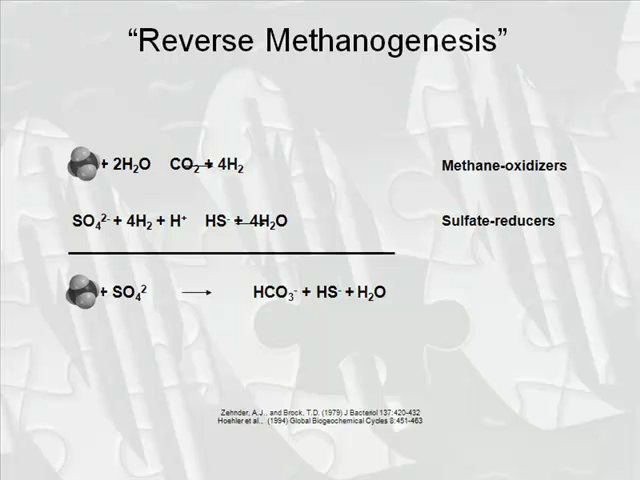 “Reverse Methanogenesis”
+ 2H₂O CO₂ + 4H₂ Methane-oxidizers
SO₄²⁻ + 4H₂ + H⁺ HS⁻ + 4H₂O Sulfate-reducers
+ SO₄² → HCO₃⁻ + HS⁻ + H₂O
Zehnder, A.J., and Brock, T.D. (1979) J Bacteriol 137:420-432
Hoehler et al., (1994) Global Biogeochemical Cycles 8:451-463